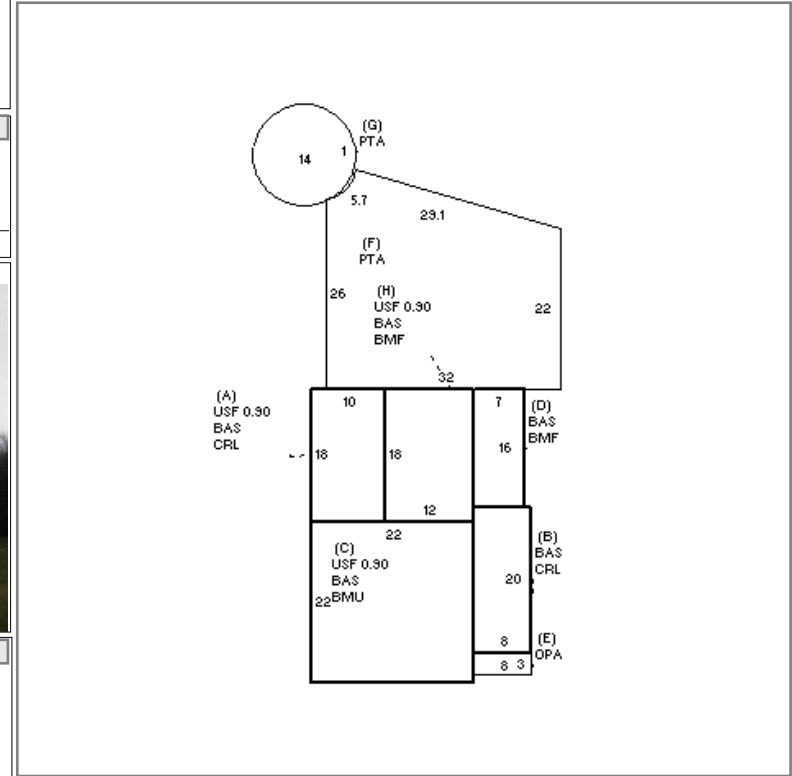 (G)
PTA
1
14
5.7
29.1
(F)
PTA
26
(H)
USF 0.90
BAS
BMF
22
32
(A)
USF 0.90
BAS
CRL
10
7
(D)
BAS
BMF
18
18
16
12
22
(C)
USF 0.90
BAS
BMU
22
(B)
BAS
CRL
20
8
(E)
OPA
8
3